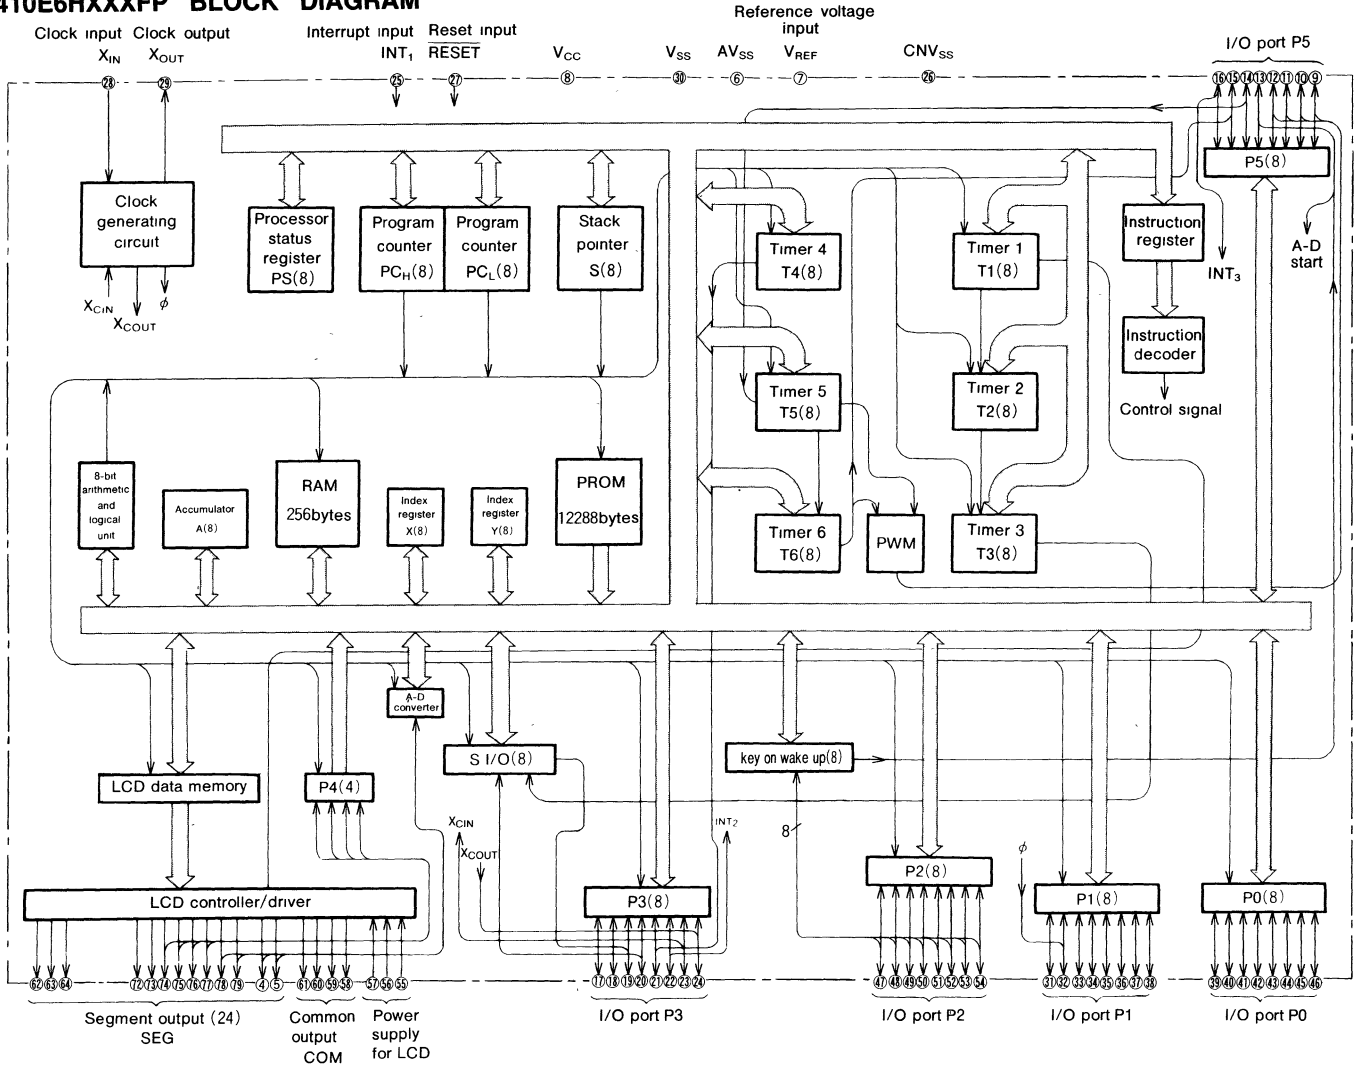 410E6HXXXFP BLOCK DIAGRAM
Clock input Clock output
XIN XOUT
Interrupt input
INT1
Reset input
RESET
VCC
VSS
AVSS
Reference voltage
input
VREF
CNVSS
I/O port P5
28 29 25 27 8 30 6 7 26 16 15 14 13 12 11 10 9
Clock
generating
circuit
XCIN
XCOUT
φ
Processor
status
register
PS(8)
Program
counter
PCH(8)
Program
counter
PCL(8)
Stack
pointer
S(8)
Timer 4
T4(8)
Timer 1
T1(8)
Instruction
register
P5(8)
INT3
A-D
start
Timer 5
T5(8)
Timer 2
T2(8)
Instruction
decoder
Control signal
8-bit
arithmetic
and
logical
unit
Accumulator
A(8)
RAM
256bytes
Index
register
X(8)
Index
register
Y(8)
PROM
12288bytes
Timer 6
T6(8)
PWM
Timer 3
T3(8)
A-D
converter
S I/O(8)
key on wake up(8)
LCD data memory
P4(4)
XCIN
XCOUT
INT2
8
φ
LCD controller/driver
P3(8)
P2(8)
P1(8)
P0(8)
62 63 64 72 73 74 75 76 77 78 79 4 5 61 60 59 58 57 56 55 17 18 19 20 21 22 23 24 47 48 49 50 51 52 53 54 31 32 33 34 35 36 37 38 39 40 41 42 43 44 45 46
Segment output (24)
SEG
Common
output
COM
Power
supply
for LCD
I/O port P3
I/O port P2
I/O port P1
I/O port P0